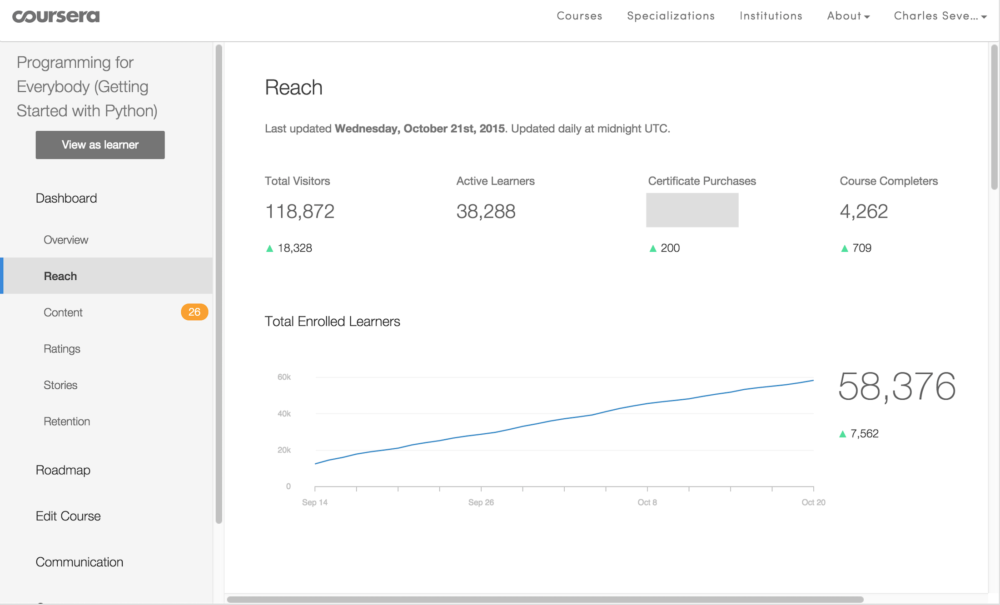 coursera
Courses Specializations Institutions About Charles Seve...
Programming for
Everybody (Getting
Started with Python)
View as learner
Dashboard
Overview
Reach
Content 26
Ratings
Stories
Retention
Roadmap
Edit Course
Communication
Reach
Last updated Wednesday, October 21st, 2015. Updated daily at midnight UTC.
Total Visitors Active Learners Certificate Purchases Course Completers
118,872 38,288 4,262
▲ 18,328 ▲ 200 ▲ 709
Total Enrolled Learners
60k
40k
20k
0
Sep 14 Sep 26 Oct 8 Oct 20
58,376
▲ 7,562